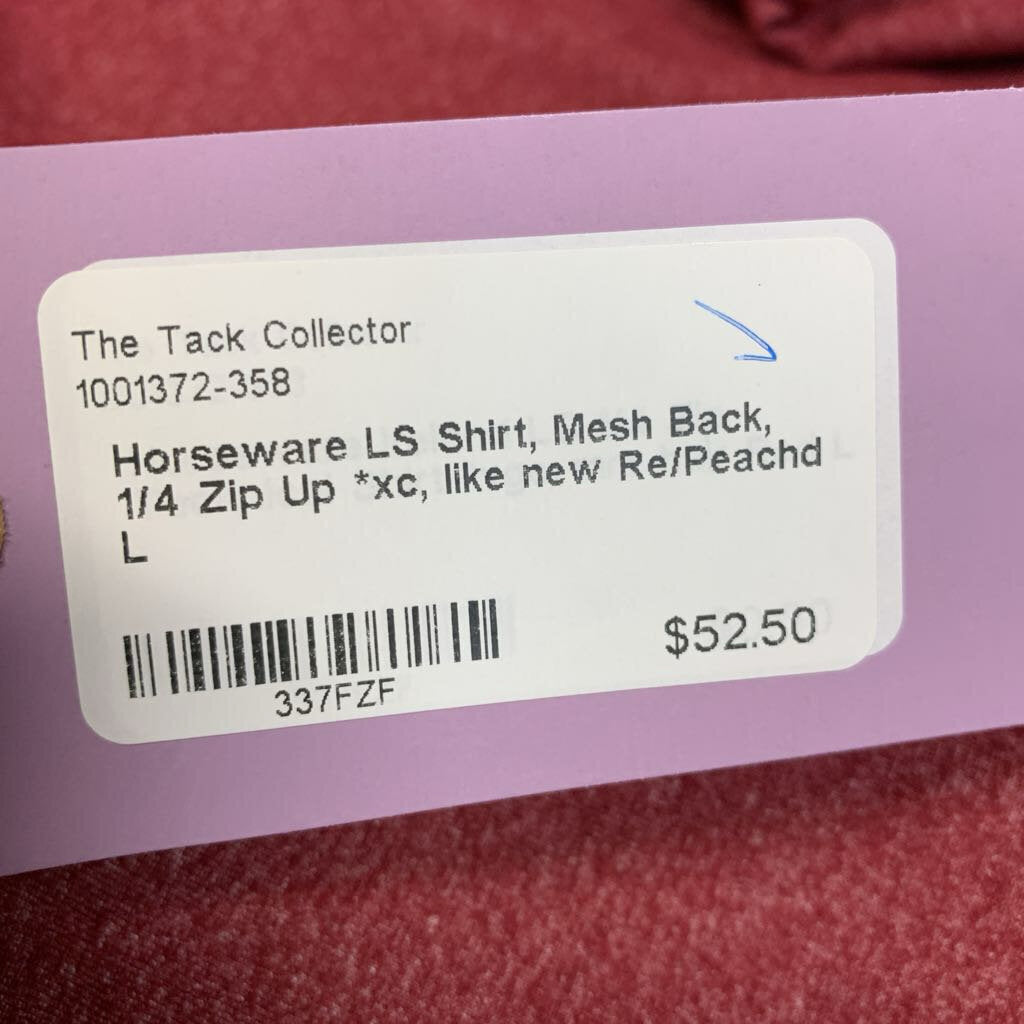 The Tack Collector
1001372-358
Horseware LS Shirt, Mesh Back,
1/4 Zip Up *xc, like new Re/Peachd
L
337FZF
$52.50